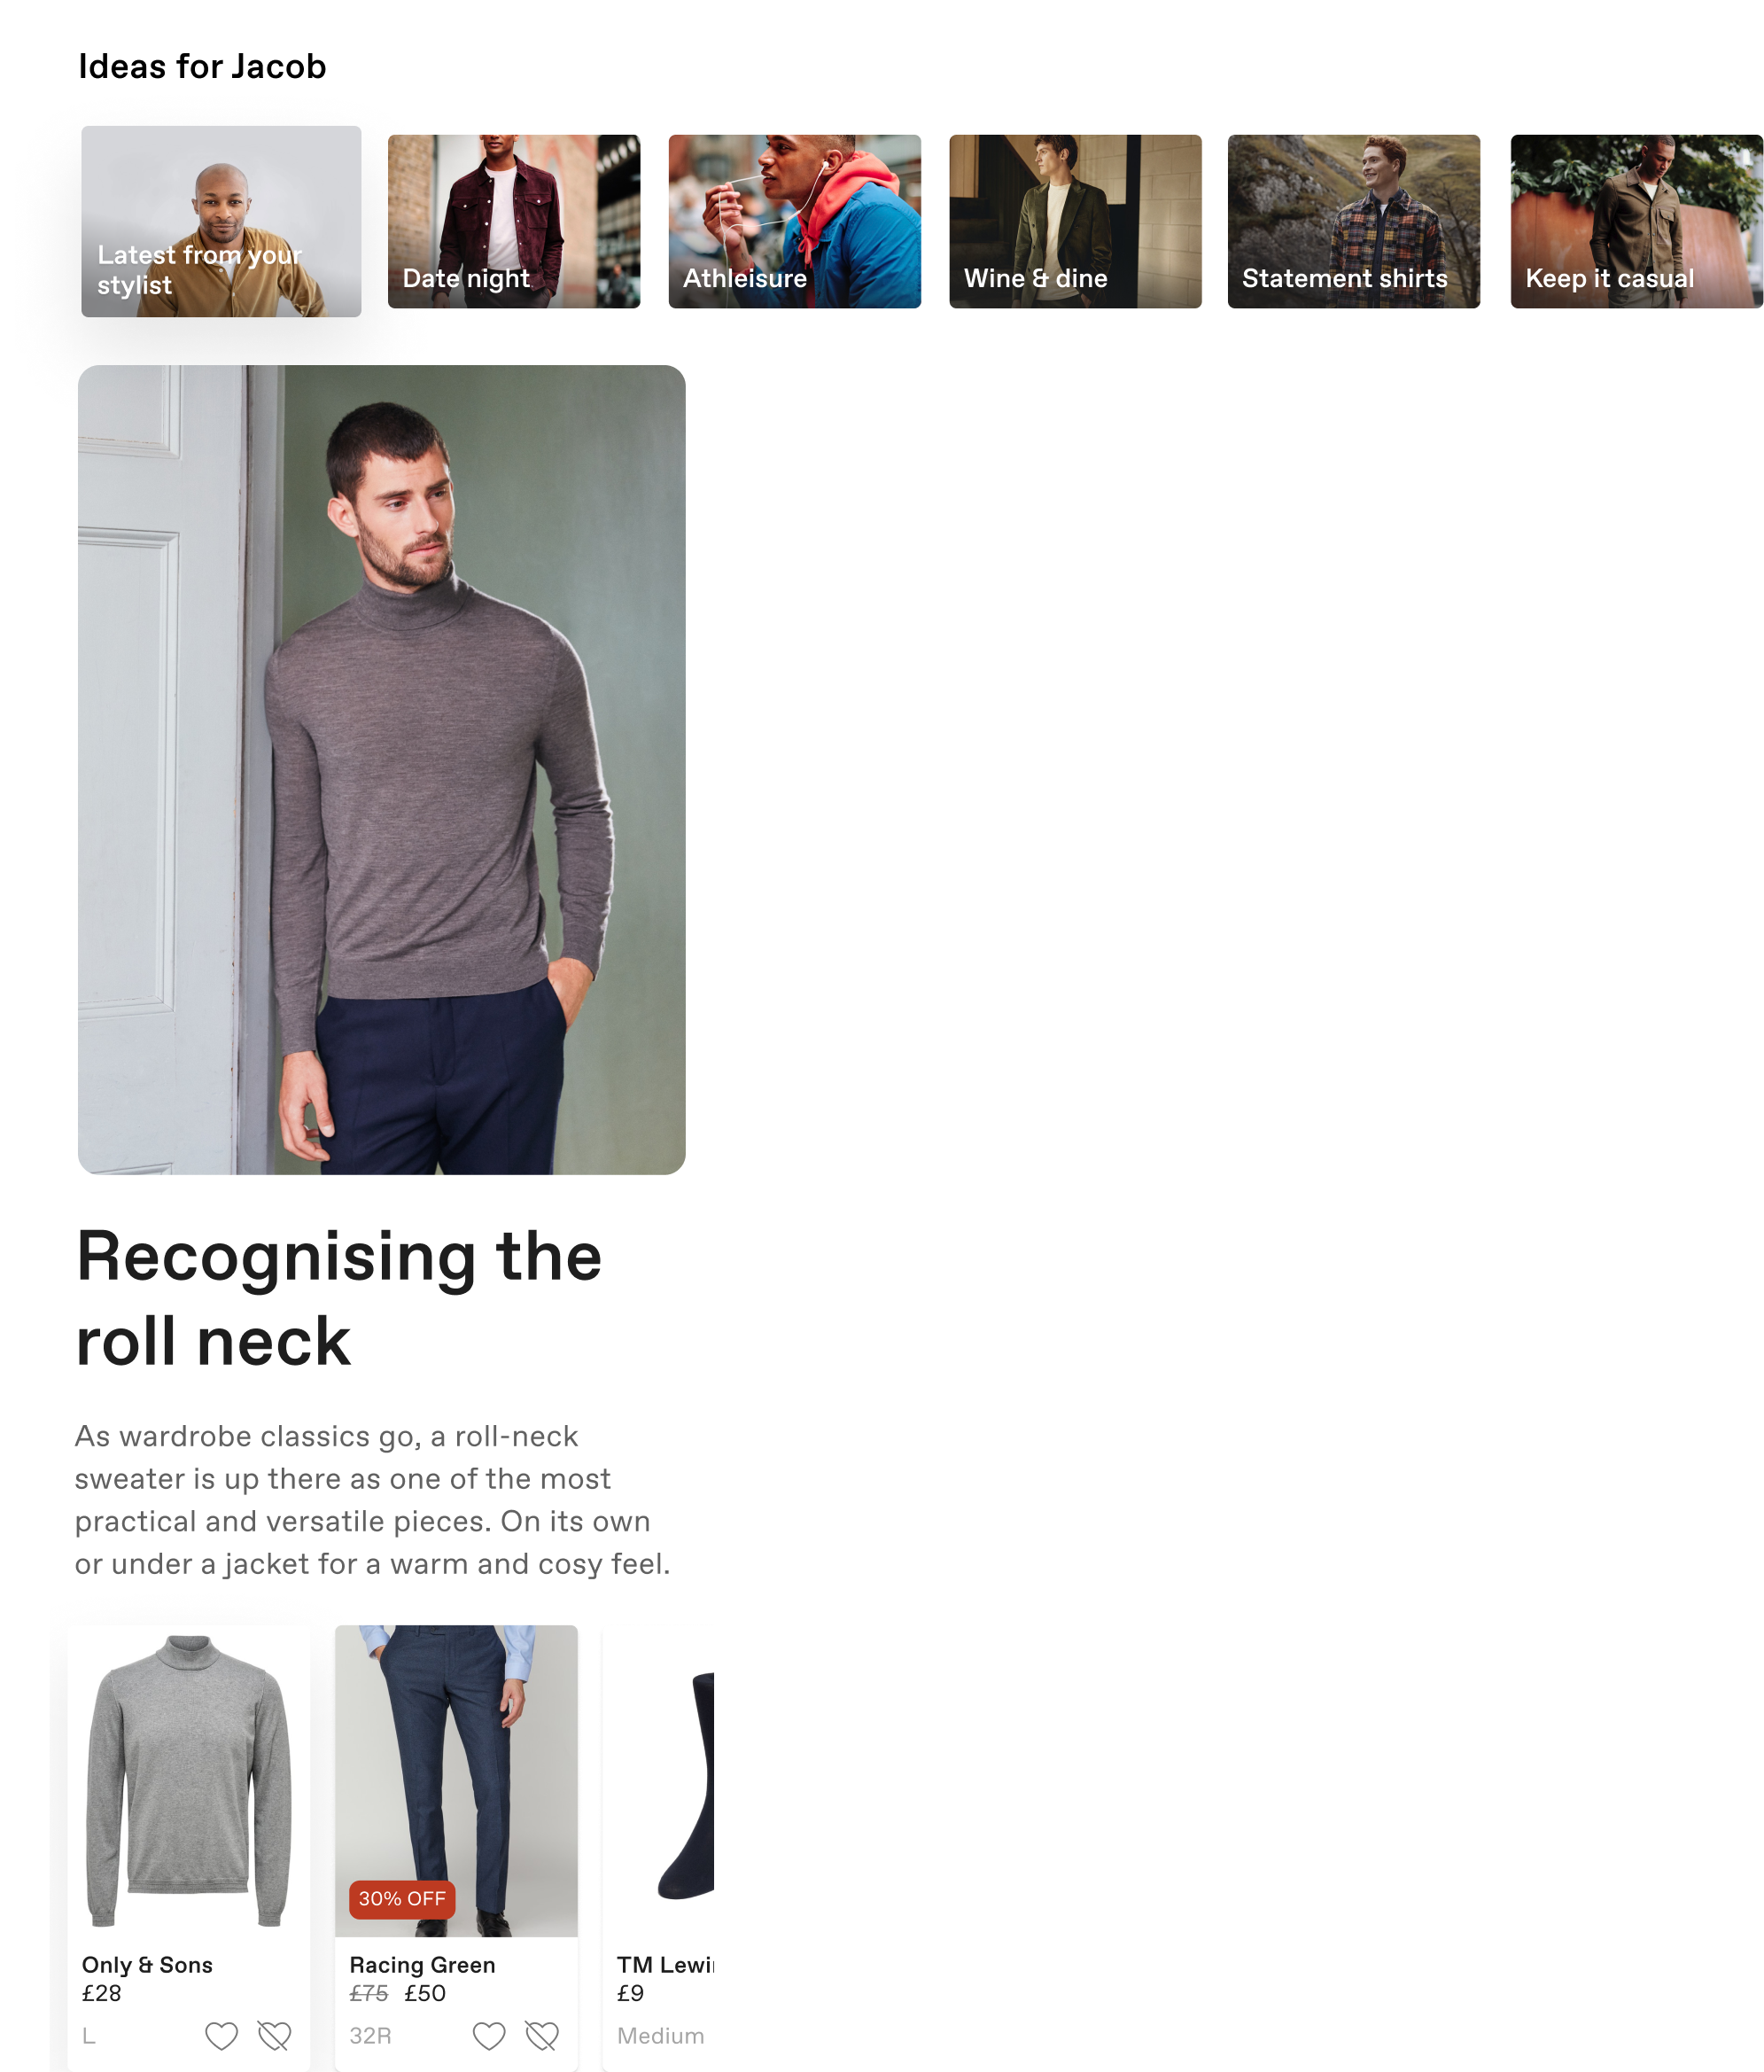 Ideas for Jacob
Latest from your
stylist
Date night
Athleisure
Wine & dine
Statement shirts
Keep it casual
Recognising the
roll neck
As wardrobe classics go, a roll-neck
sweater is up there as one of the most
practical and versatile pieces. On its own
or under a jacket for a warm and cosy feel.
30% OFF
Only & Sons
£28
L
Racing Green
£75 £50
32R
TM Lewi
£9
Medium